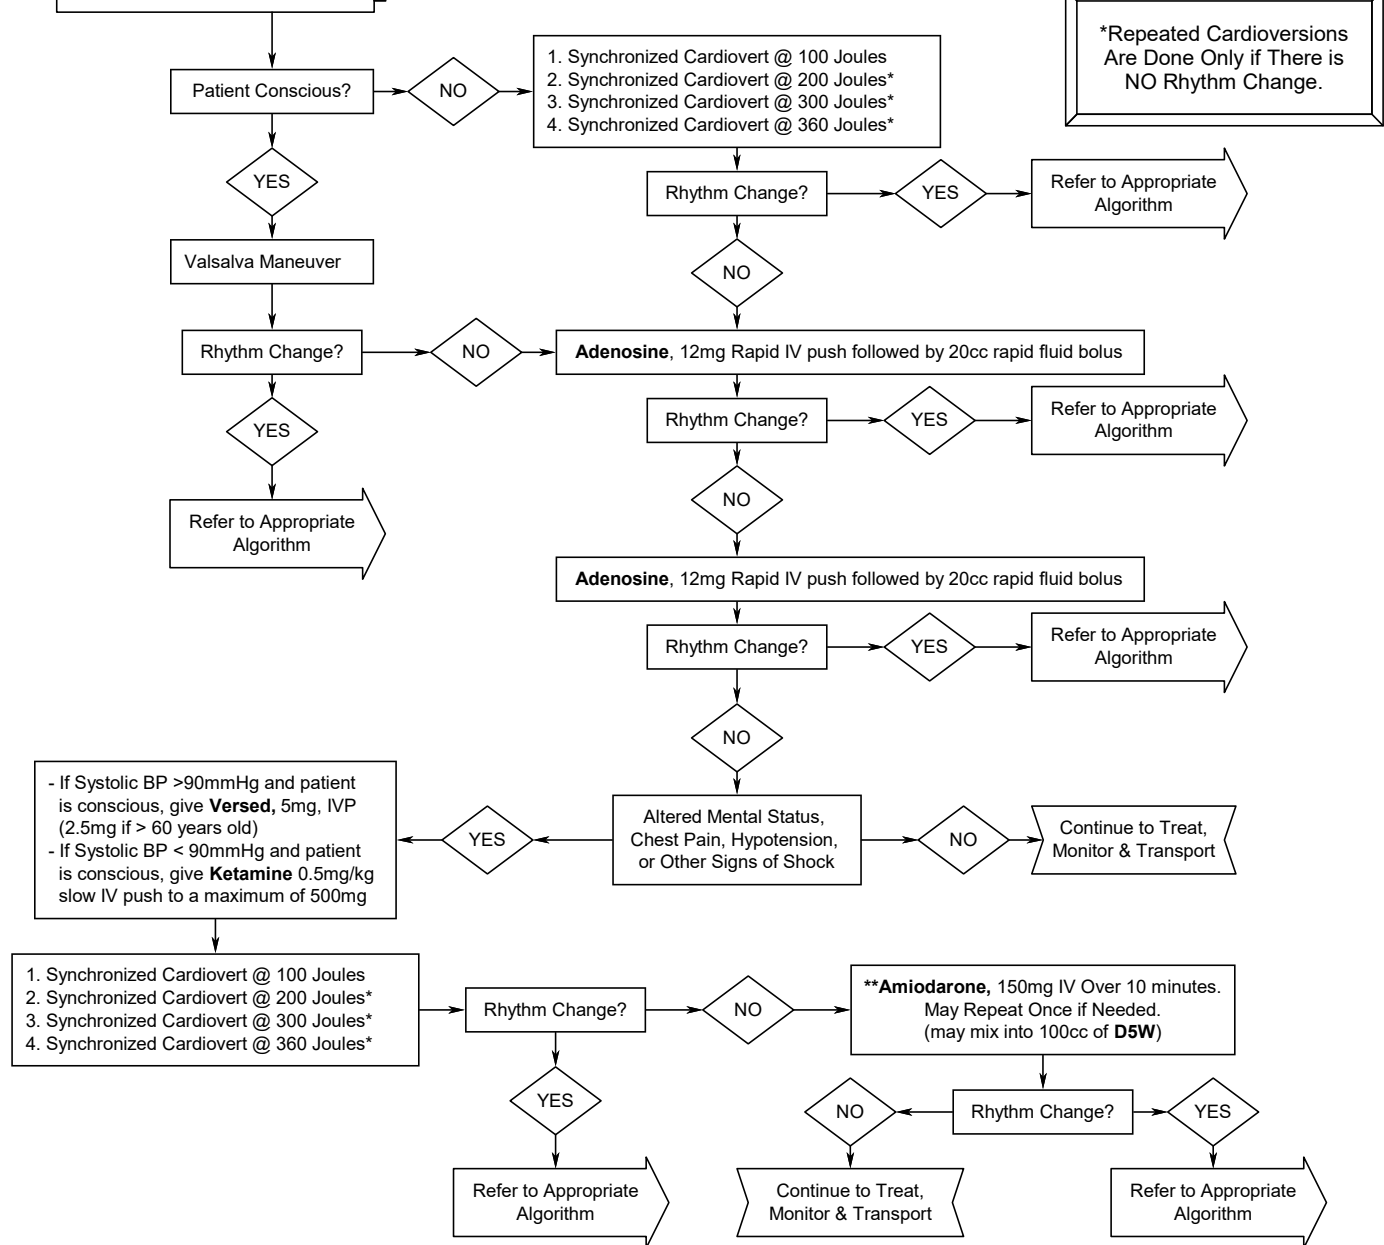 *Repeated Cardioversions
Are Done Only if There is
NO Rhythm Change.
Patient Conscious?
NO
1. Synchronized Cardiovert @ 100 Joules
2. Synchronized Cardiovert @ 200 Joules*
3. Synchronized Cardiovert @ 300 Joules*
4. Synchronized Cardiovert @ 360 Joules*
YES
Rhythm Change?
YES
Refer to Appropriate
Algorithm
Valsalva Maneuver
NO
Rhythm Change?
NO
Adenosine, 12mg Rapid IV push followed by 20cc rapid fluid bolus
YES
Rhythm Change?
YES
Refer to Appropriate
Algorithm
Refer to Appropriate
Algorithm
NO
Adenosine, 12mg Rapid IV push followed by 20cc rapid fluid bolus
Rhythm Change?
YES
Refer to Appropriate
Algorithm
NO
- If Systolic BP >90mmHg and patient
is conscious, give Versed, 5mg, IVP
(2.5mg if > 60 years old)
- If Systolic BP < 90mmHg and patient
is conscious, give Ketamine 0.5mg/kg
slow IV push to a maximum of 500mg
YES
Altered Mental Status,
Chest Pain, Hypotension,
or Other Signs of Shock
NO
Continue to Treat,
Monitor & Transport
1. Synchronized Cardiovert @ 100 Joules
2. Synchronized Cardiovert @ 200 Joules*
3. Synchronized Cardiovert @ 300 Joules*
4. Synchronized Cardiovert @ 360 Joules*
Rhythm Change?
NO
**Amiodarone, 150mg IV Over 10 minutes.
May Repeat Once if Needed.
(may mix into 100cc of D5W)
YES
NO
Rhythm Change?
YES
Refer to Appropriate
Algorithm
Continue to Treat,
Monitor & Transport
Refer to Appropriate
Algorithm